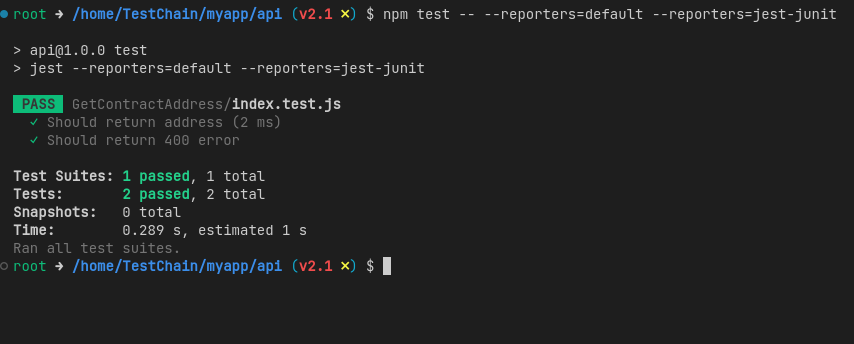 root ➜ /home/TestChain/myapp/api (v2.1 ✗) $ npm test -- --reporters=default --reporters=jest-junit
> api@1.0.0 test
> jest --reporters=default --reporters=jest-junit
PASS GetContractAddress/index.test.js
✓ Should return address (2 ms)
✓ Should return 400 error
Test Suites: 1 passed, 1 total
Tests: 2 passed, 2 total
Snapshots: 0 total
Time: 0.289 s, estimated 1 s
Ran all test suites.
root ➜ /home/TestChain/myapp/api (v2.1 ✗) $